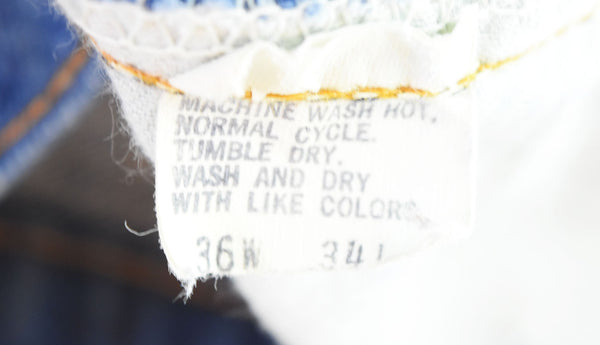 MACHINE WASH HOT,
NORMAL CYCLE.
TUMBLE DRY.
WASH AND DRY
WITH LIKE COLORS
36W 34L